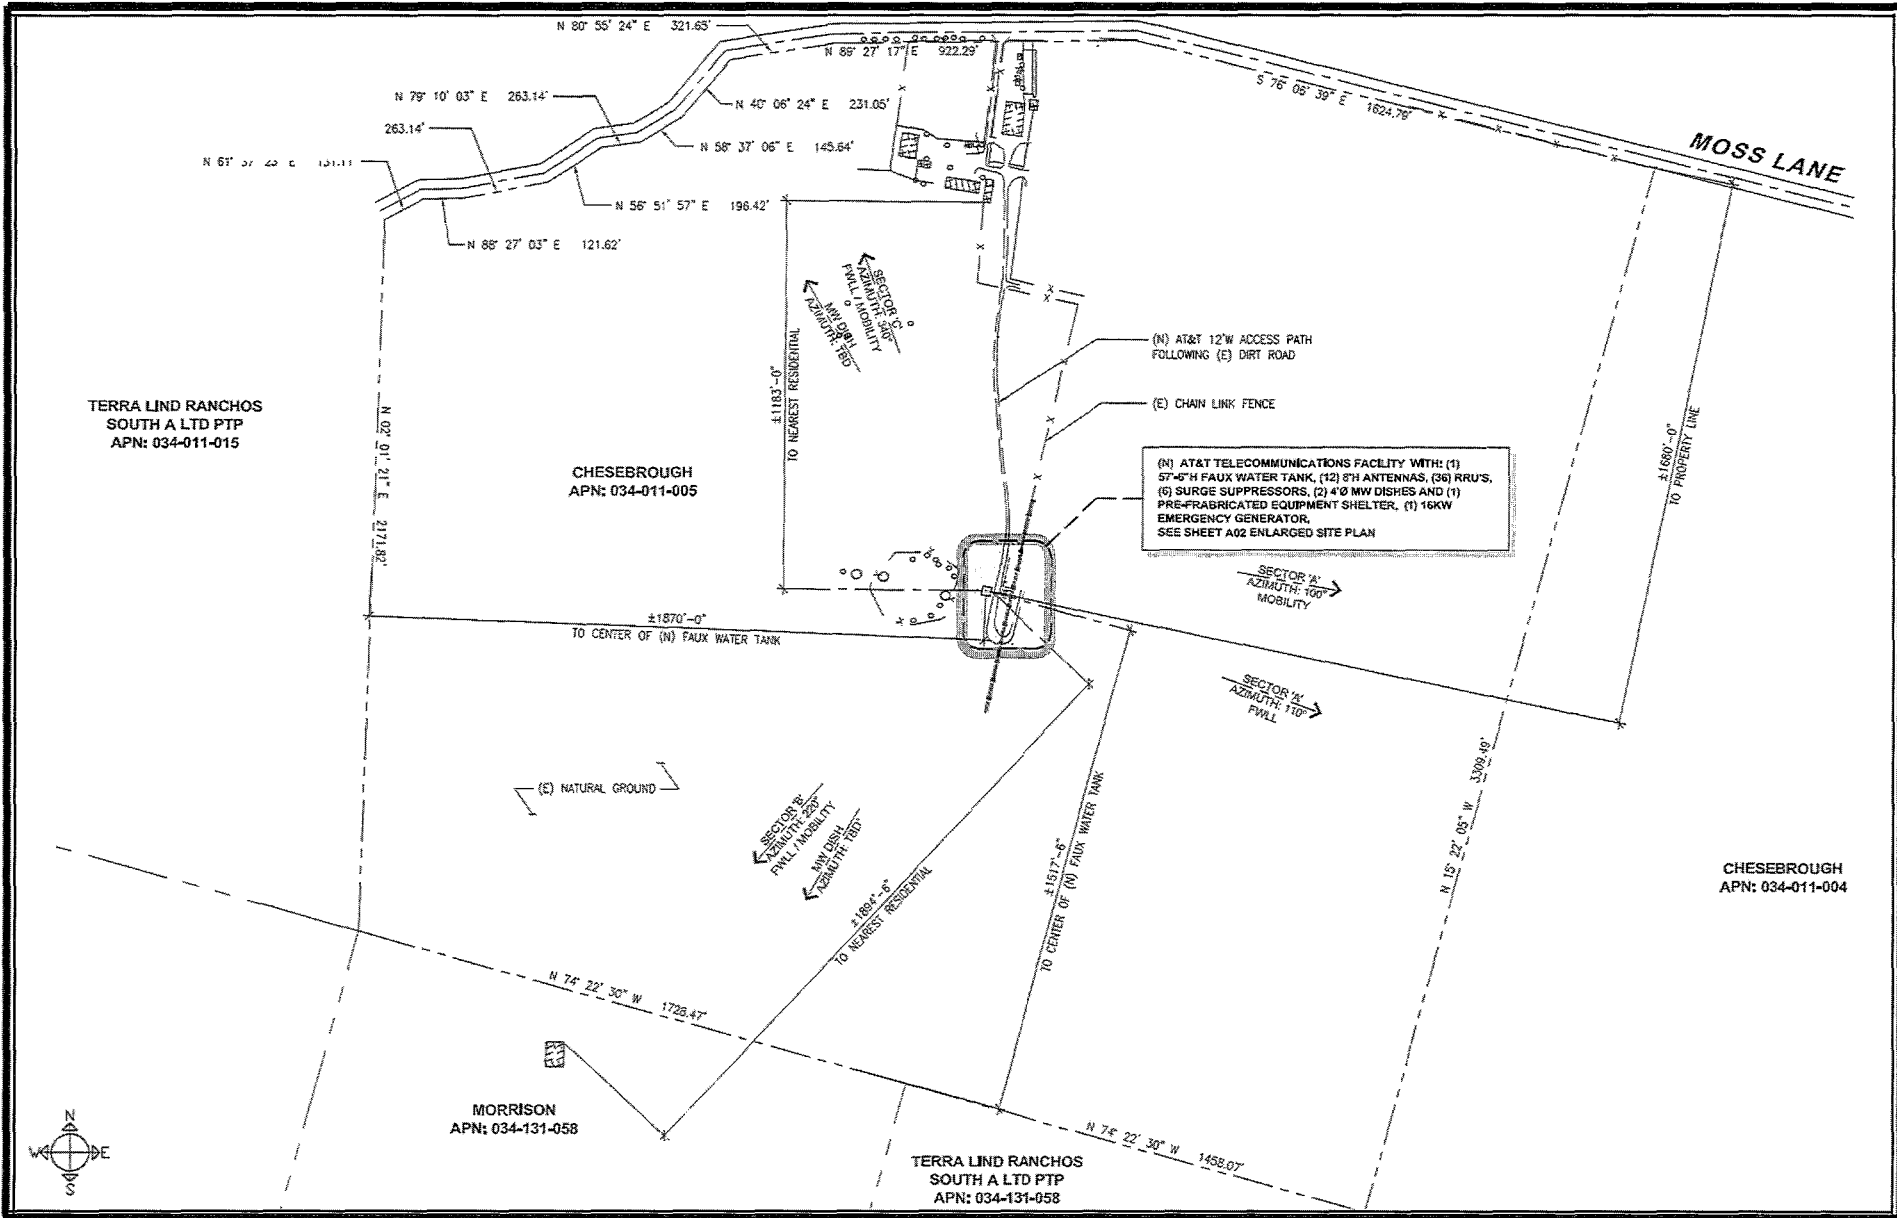 N 80° 55' 24" E 321.65'
N 89° 27' 17" E 922.29'
N 79° 10' 03" E 263.14'
N 40° 06' 24" E 231.05'
S 76° 06' 39" E 1624.79'
263.14'
N 58° 37' 06" E 145.64'
MOSS LANE
N 61° 37' 23" E 131.11
N 56° 51' 57" E 196.42'
N 88° 27' 03" E 121.62'
SECTOR 'C'
AZIMUTH: 340°
FWLL / MOBILITY
MW DISH
AZIMUTH: TBD
±1183'-0"
TO NEAREST RESIDENTIAL
(N) AT&T 12'W ACCESS PATH
FOLLOWING (E) DIRT ROAD
(E) CHAIN LINK FENCE
TERRA LIND RANCHOS
SOUTH A LTD PTP
APN: 034-011-015
N 02° 01' 21" E 2171.82'
CHESEBROUGH
APN: 034-011-005
±1680'-0"
TO PROPERTY LINE
(N) AT&T TELECOMMUNICATIONS FACILITY WITH: (1)
57'-6"H FAUX WATER TANK, (12) 8'H ANTENNAS, (36) RRU'S,
(6) SURGE SUPPRESSORS, (2) 4'Ø MW DISHES AND (1)
PRE-FRABRICATED EQUIPMENT SHELTER, (1) 16KW
EMERGENCY GENERATOR,
SEE SHEET A02 ENLARGED SITE PLAN
SECTOR 'A'
AZIMUTH: 100°
MOBILITY
±1870'-0"
TO CENTER OF (N) FAUX WATER TANK
SECTOR 'A'
AZIMUTH: 110°
FWLL
(E) NATURAL GROUND
SECTOR 'B'
AZIMUTH: 220°
FWLL / MOBILITY
MW DISH
AZIMUTH: TBD°
±1894'-6"
TO NEAREST RESIDENTIAL
±1517'-6"
TO CENTER OF (N) FAUX WATER TANK
N 15° 22' 05" W 3309.49'
CHESEBROUGH
APN: 034-011-004
N 74° 22' 30" W 1728.47'
MORRISON
APN: 034-131-058
N 74° 22' 30" W 1458.07'
TERRA LIND RANCHOS
SOUTH A LTD PTP
APN: 034-131-058
N
W E
S